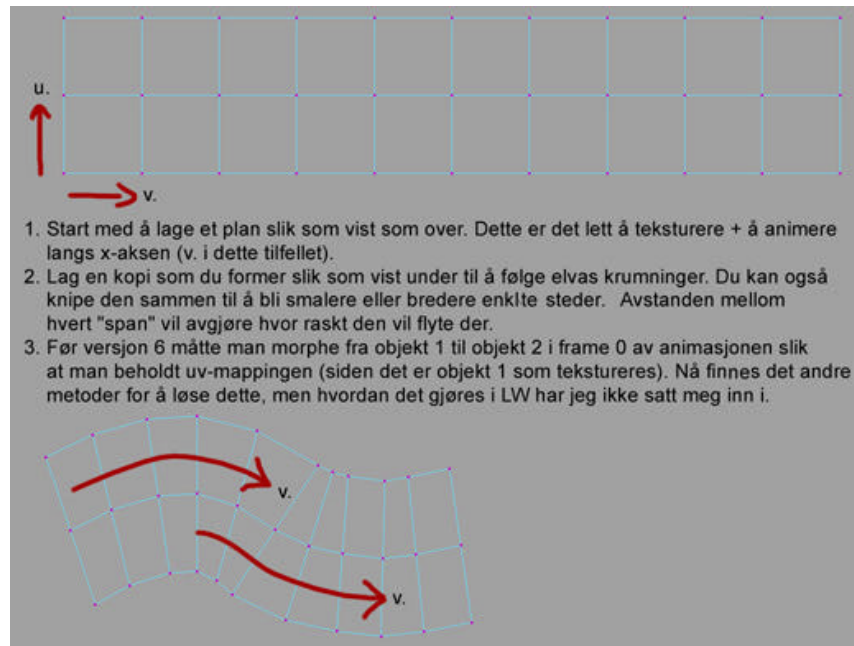 u.
v.
1. Start med å lage et plan slik som vist som over. Dette er det lett å teksturere + å animere
langs x-aksen (v. i dette tilfellet).
2. Lag en kopi som du former slik som vist under til å følge elvas krumninger. Du kan også
knipe den sammen til å bli smalere eller bredere enklte steder. Avstanden mellom
hvert "span" vil avgjøre hvor raskt den vil flyte der.
3. Før versjon 6 måtte man morphe fra objekt 1 til objekt 2 i frame 0 av animasjonen slik
at man beholdt uv-mappingen (siden det er objekt 1 som tekstureres). Nå finnes det andre
metoder for å løse dette, men hvordan det gjøres i LW har jeg ikke satt meg inn i.
v.
v.